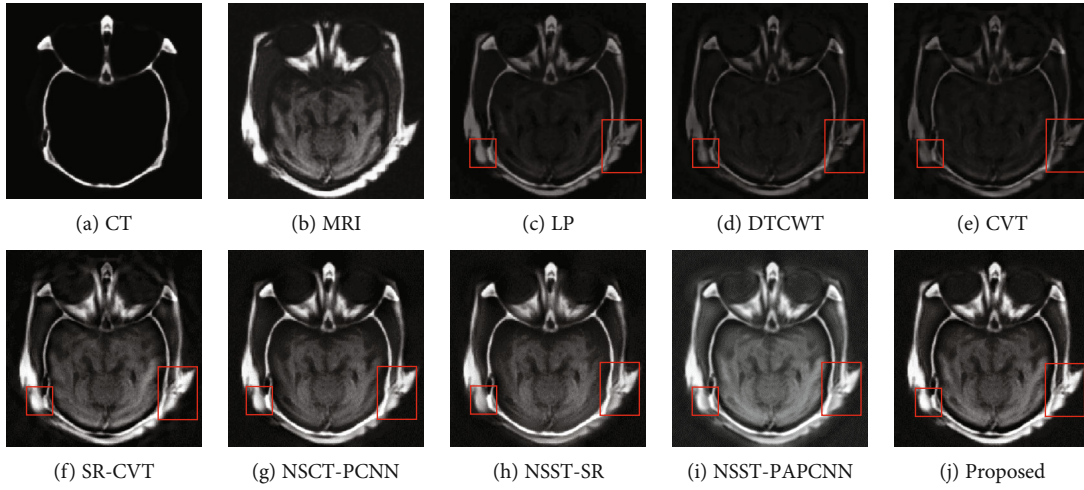 (a) CT
(b) MRI
(c) LP
(d) DTCWT
(e) CVT
(f) SR-CVT
(g) NSCT-PCNN
(h) NSST-SR
(i) NSST-PAPCNN
(j) Proposed